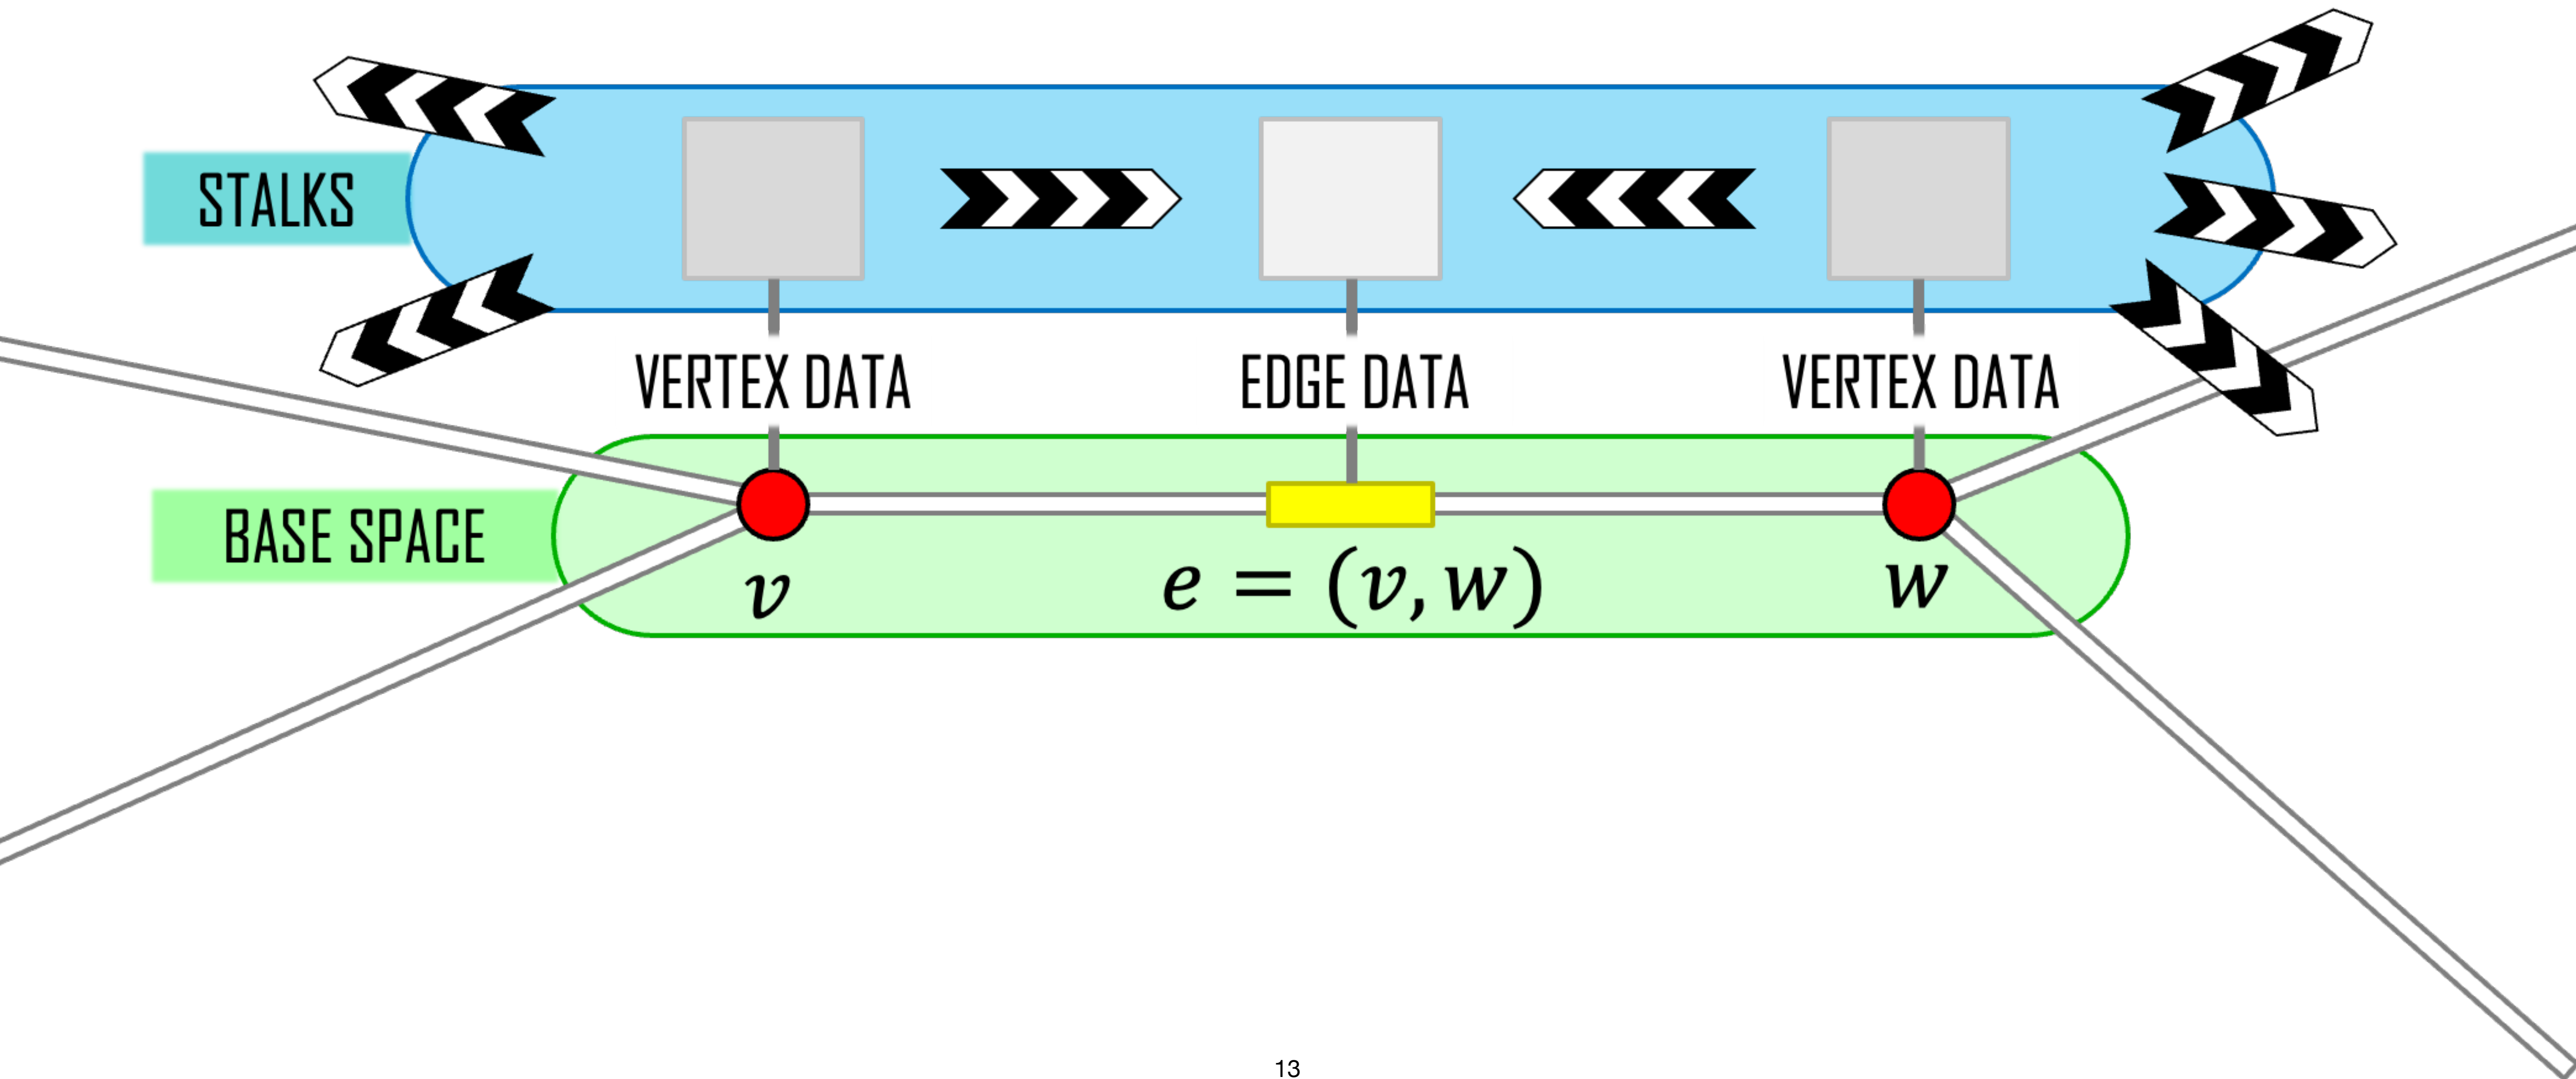 STALKS
VERTEX DATA
EDGE DATA
VERTEX DATA
BASE SPACE
v
e = (v, w)
w
13